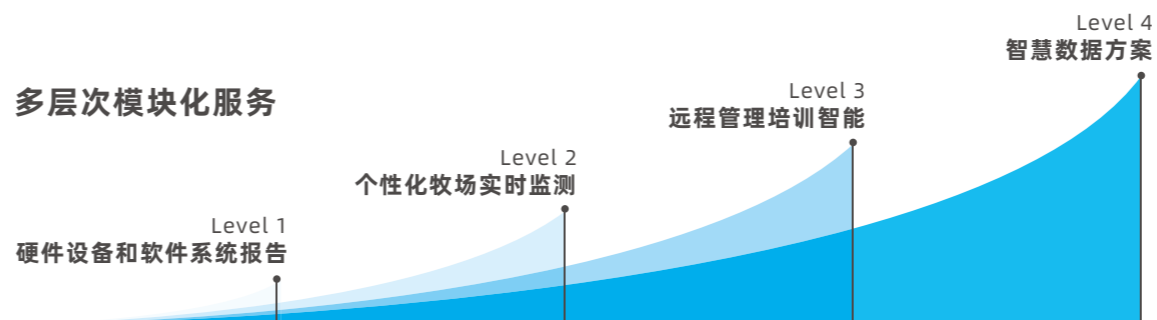 多层次模块化服务
Level 1
硬件设备和软件系统报告
Level 2
个性化牧场实时监测
Level 3
远程管理培训智能
Level 4
智慧数据方案